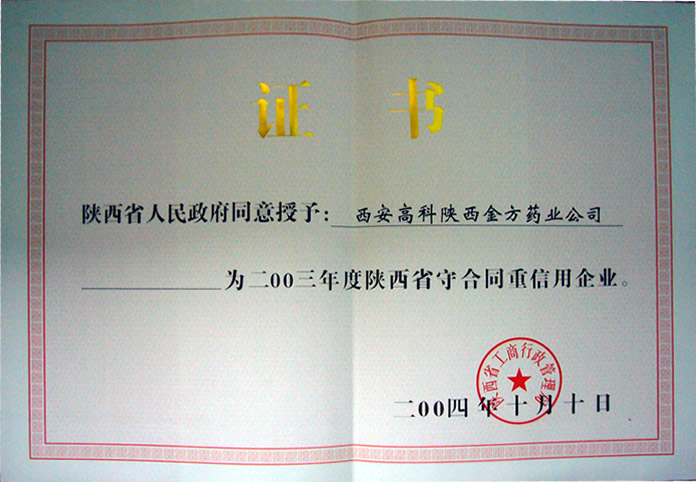 证书
陕西省人民政府同意授予：西安高科陕西金方药业公司
为二00三年度陕西省守合同重信用企业。
陕西省工商行政管理局
二00四年十月十日